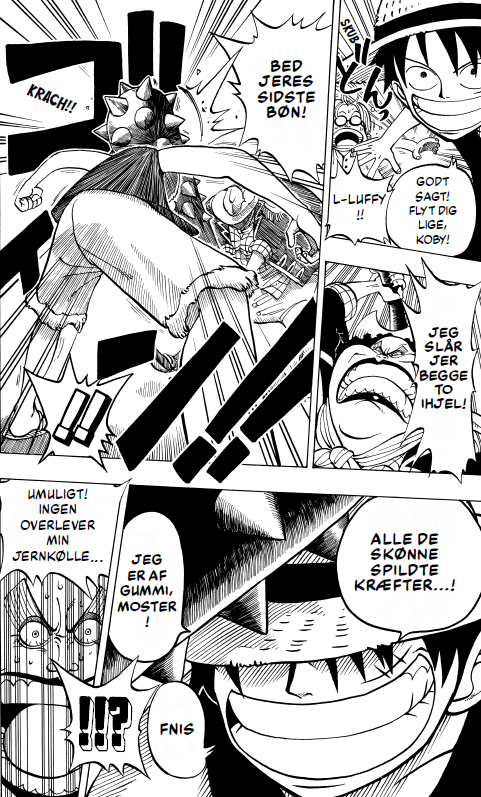 SKUB
どんっ
GODT
SAGT!
FLYT DIG
LIGE,
KOBY!
L-LUFFY
!!
JEG
SLÅR
JER
BEGGE
TO
IHJEL!
BED
JERES
SIDSTE
BØN!
KRACH!!
!!
!!
ALLE DE
SKØNNE
SPILDTE
KRÆFTER...!
JEG
ER AF
GUMMI,
MOSTER
!
FNIS
UMULIGT!
INGEN
OVERLEVER
MIN
JERNKØLLE...
!!?